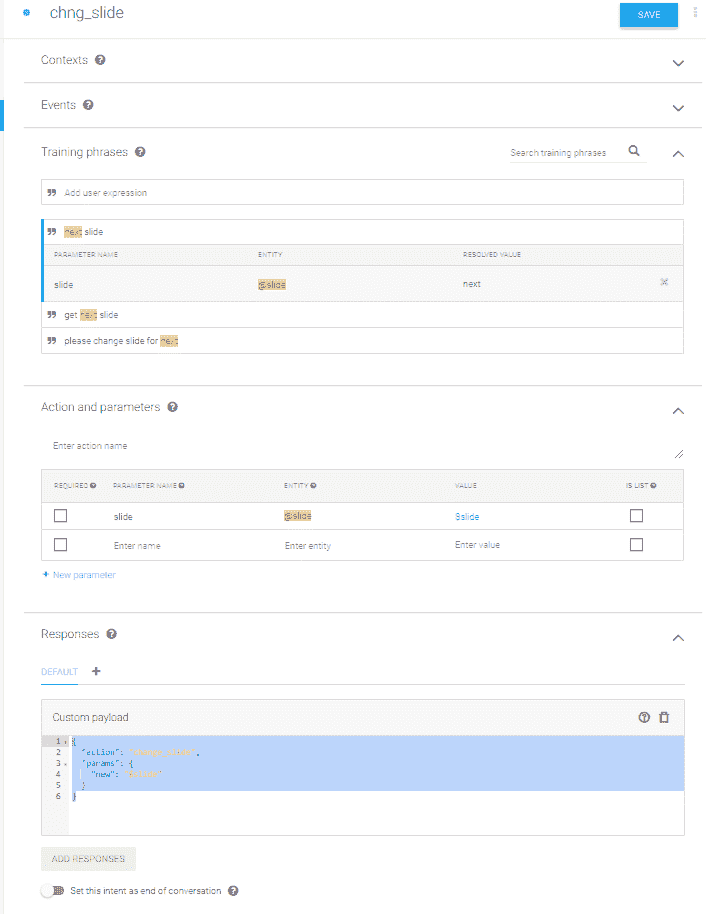 chng_slide
SAVE
Contexts
Events
Training phrases
Search training phrases
Add user expression
next slide
PARAMETER NAME ENTITY RESOLVED VALUE
slide @slide next
get next slide
please change slide for next
Action and parameters
Enter action name
REQUIRED PARAMETER NAME ENTITY VALUE IS LIST
slide @slide $slide
Enter name Enter entity Enter value
+ New parameter
Responses
DEFAULT +
Custom payload
1 {
2 "action":
3 "params": {
4 "new":
5 }
6 }
ADD RESPONSES
Set this intent as end of conversation